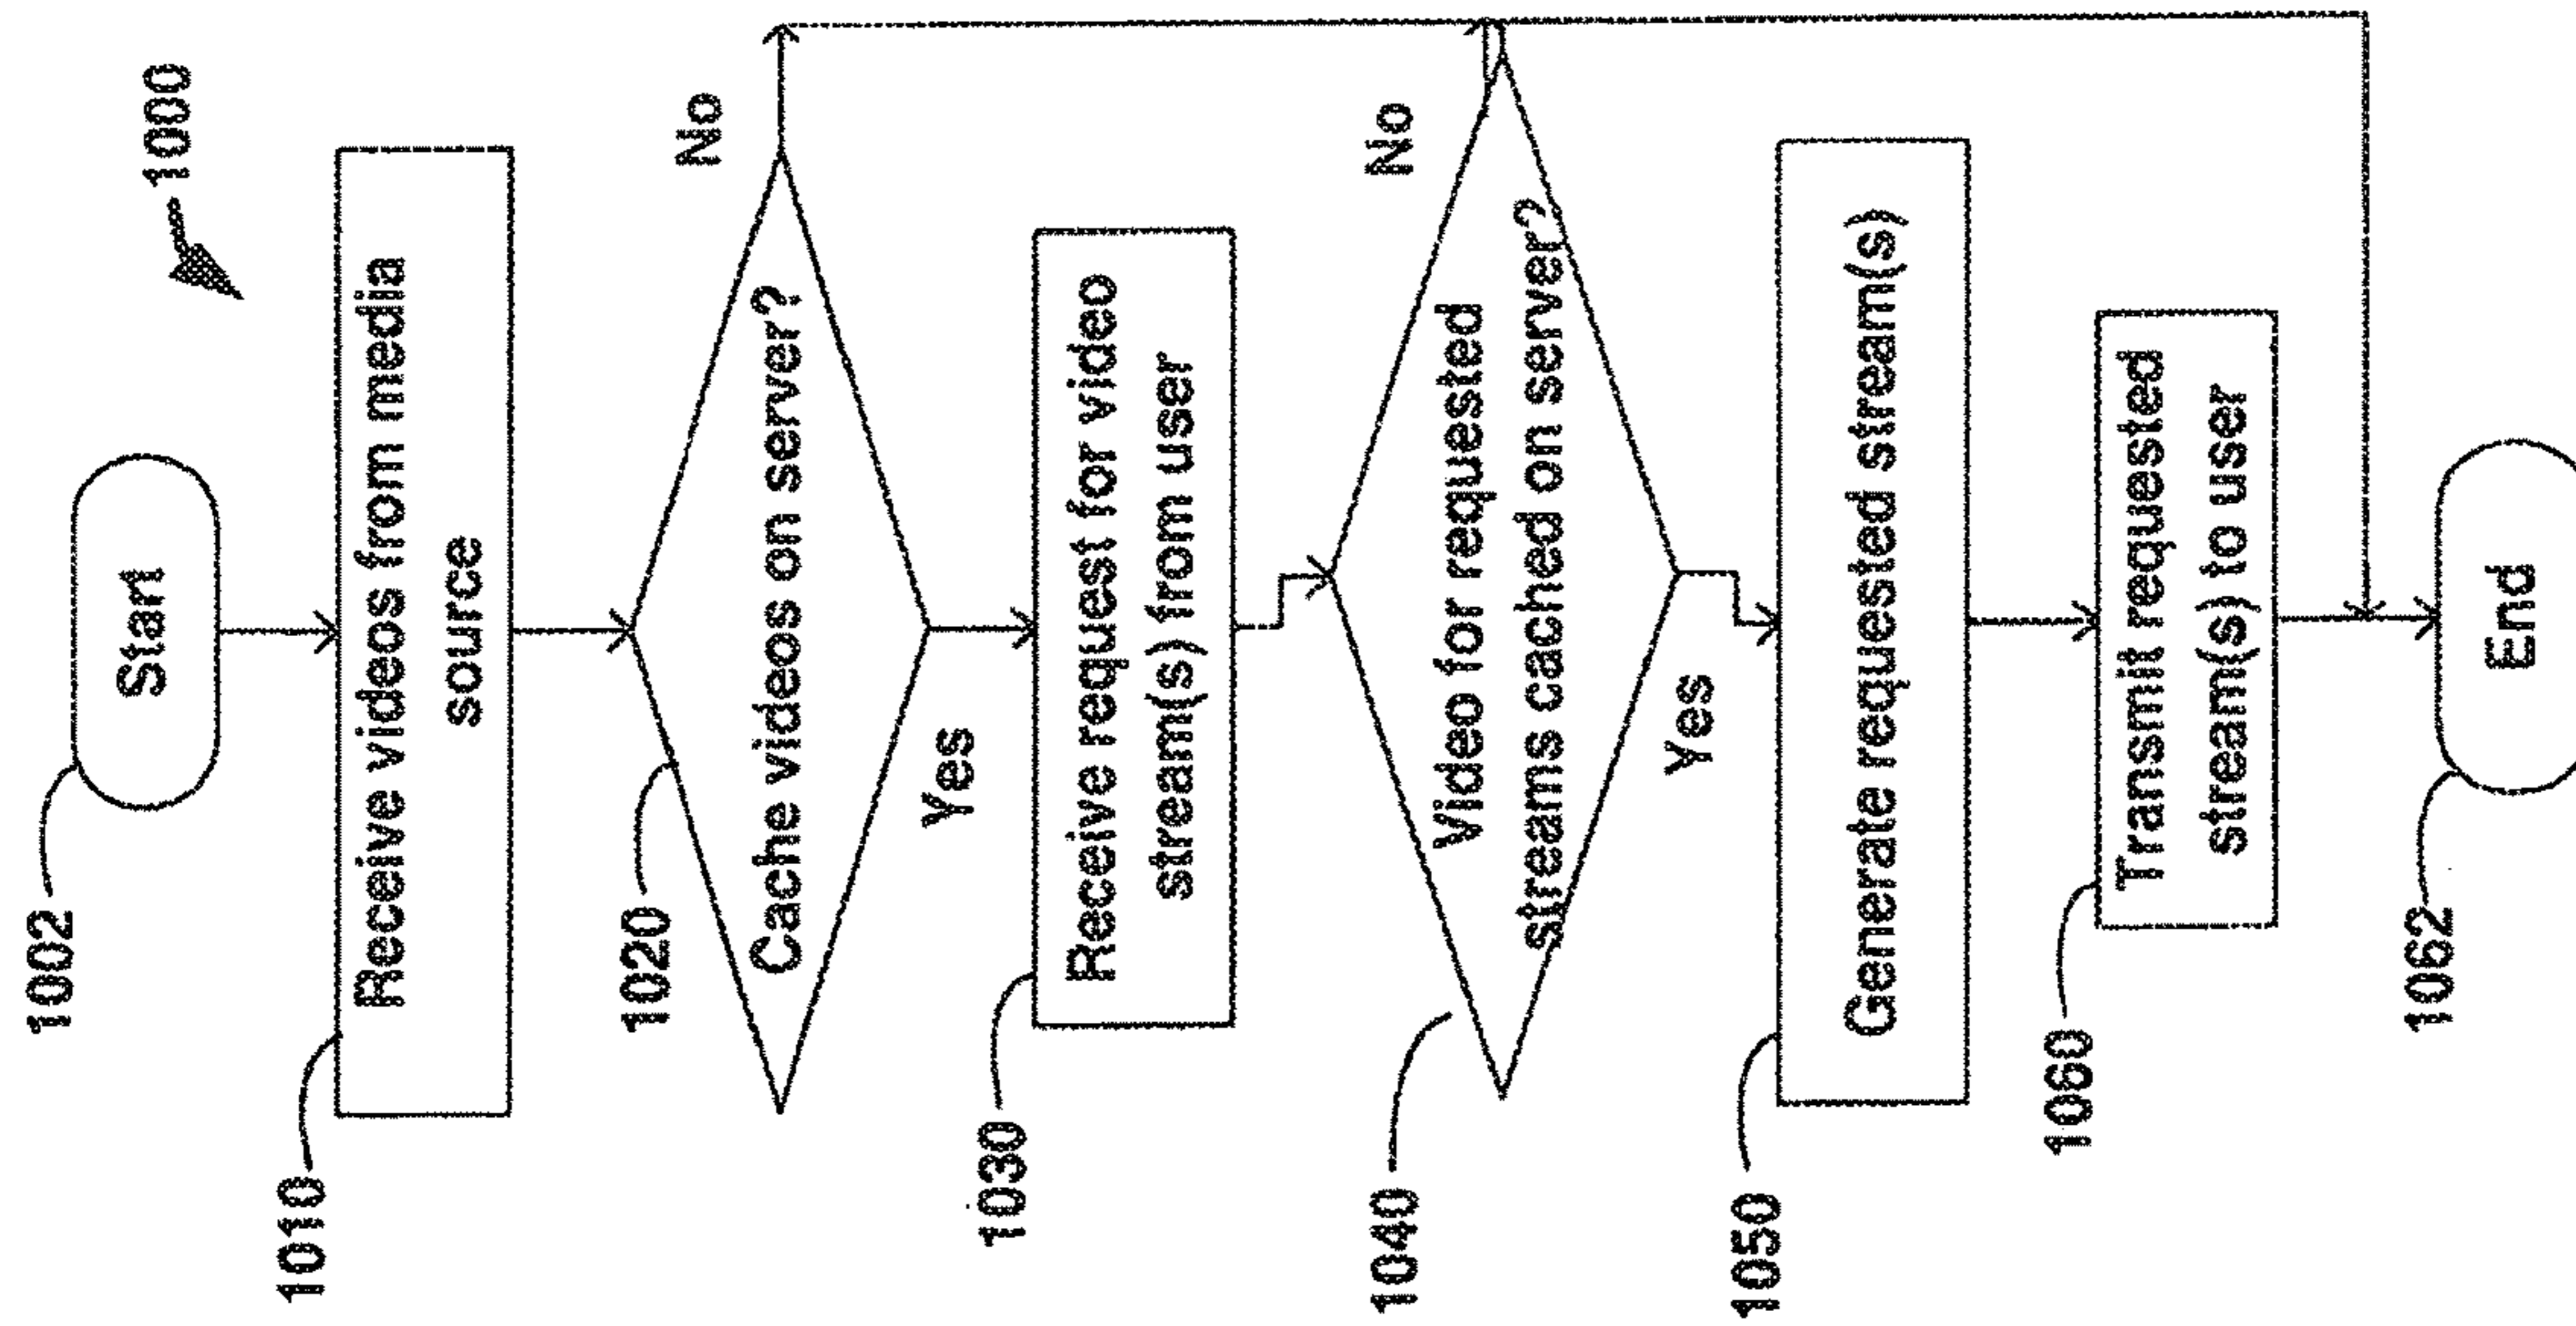 1000
1002
Start
1010
Receive videos from media
source
1020
Cache videos on server?
No
Yes
1030
Receive request for video
stream(s) from user
1040
Video for requested
streams cached on server?
No
Yes
1050
Generate requested stream(s)
1060
Transmit requested
stream(s) to user
1062
End